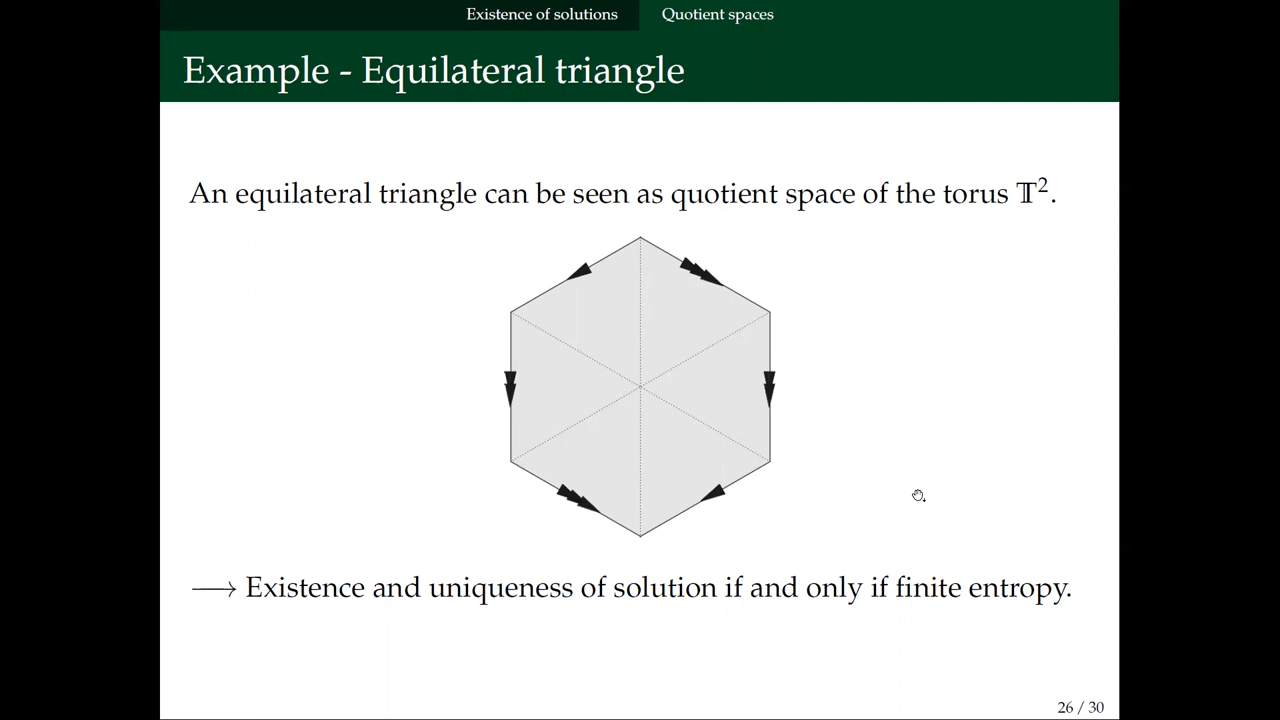 Existence of solutions Quotient spaces
Example - Equilateral triangle
An equilateral triangle can be seen as quotient space of the torus 𝕋².
⟶ Existence and uniqueness of solution if and only if finite entropy.
26 / 30